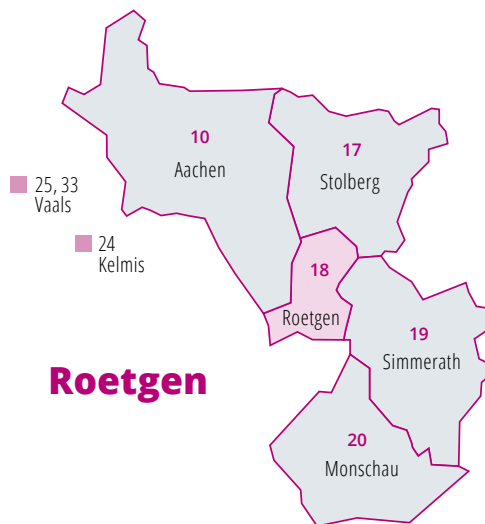 10
Aachen
17
Stolberg
25, 33
Vaals
24
Kelmis
18
Roetgen
19
Simmerath
Roetgen
20
Monschau